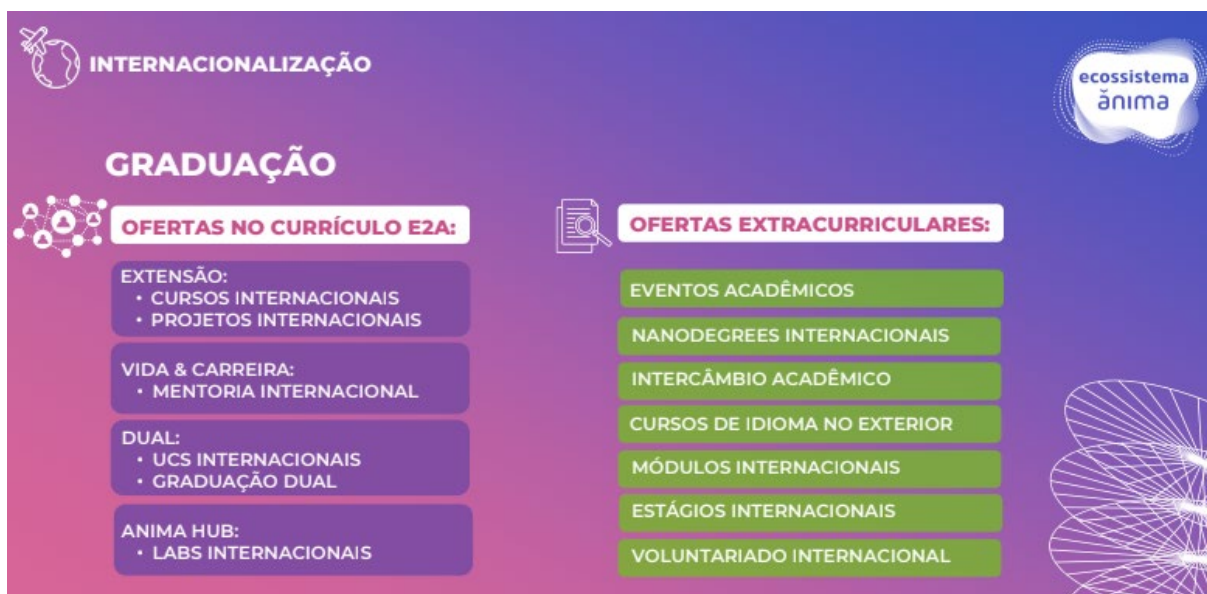 INTERNACIONALIZAÇÃO
ecossistema
ănıma
GRADUAÇÃO
OFERTAS NO CURRÍCULO E2A:
EXTENSÃO:
• CURSOS INTERNACIONAIS
• PROJETOS INTERNACIONAIS
VIDA & CARREIRA:
• MENTORIA INTERNACIONAL
DUAL:
• UCS INTERNACIONAIS
• GRADUAÇÃO DUAL
ANIMA HUB:
• LABS INTERNACIONAIS
OFERTAS EXTRACURRICULARES:
EVENTOS ACADÊMICOS
NANODEGREES INTERNACIONAIS
INTERCÂMBIO ACADÊMICO
CURSOS DE IDIOMA NO EXTERIOR
MÓDULOS INTERNACIONAIS
ESTÁGIOS INTERNACIONAIS
VOLUNTARIADO INTERNACIONAL